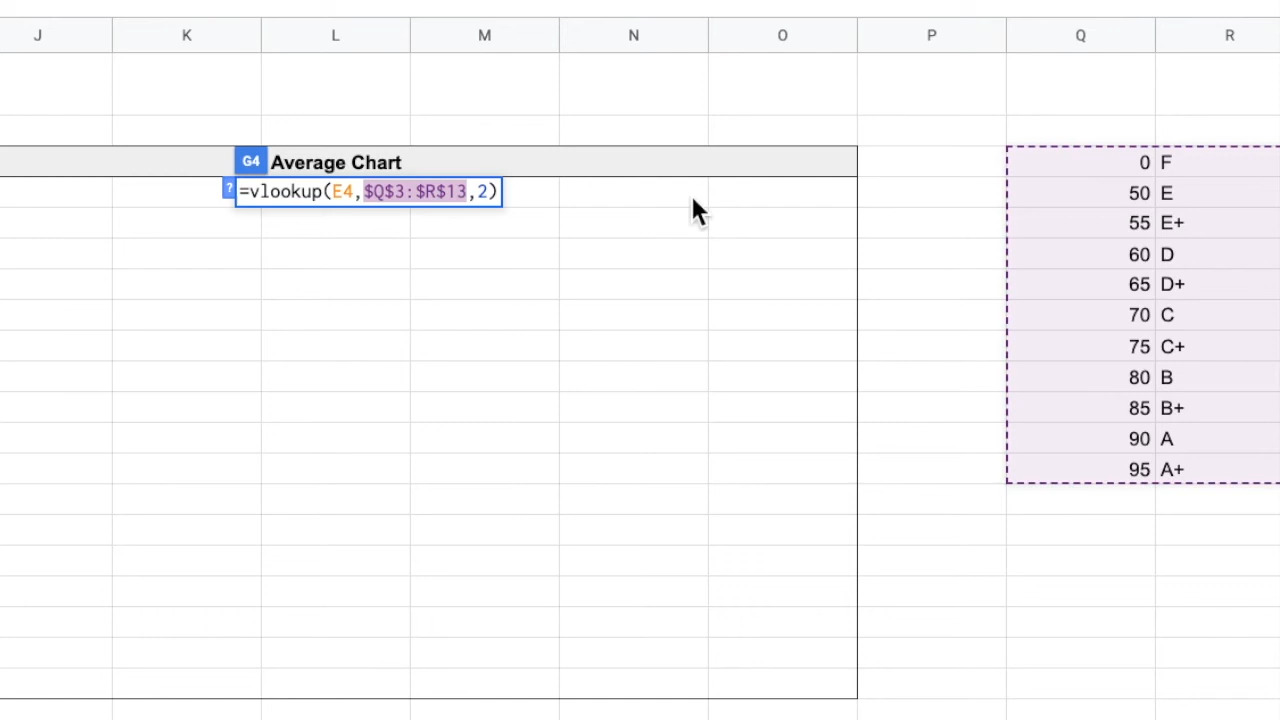 J K L M N O P Q R
G4 Average Chart 0 F
? =vlookup(E4,$Q$3:$R$13,2) 50 E
55 E+
60 D
65 D+
70 C
75 C+
80 B
85 B+
90 A
95 A+